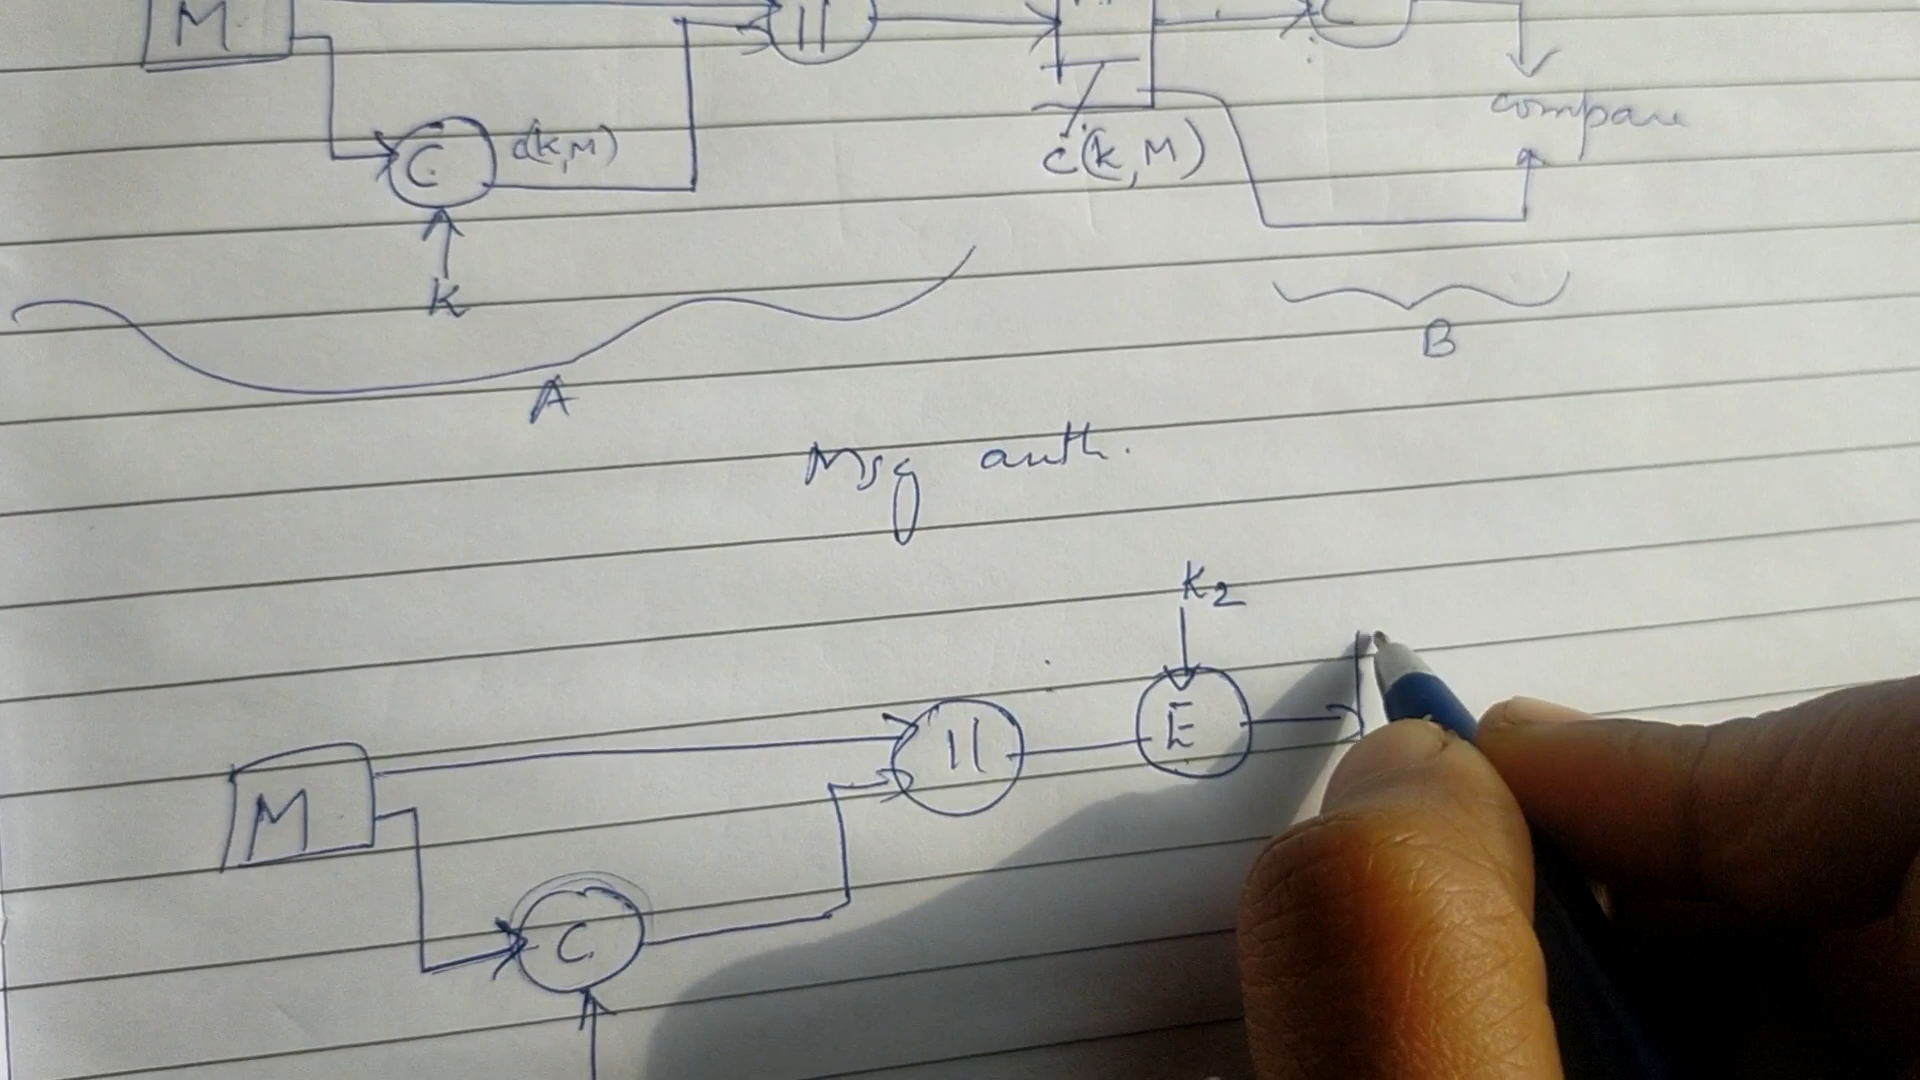 M || C
compare
C C(K,M) C(K,M)
K
A B
Msg auth.
K2
M || E
C